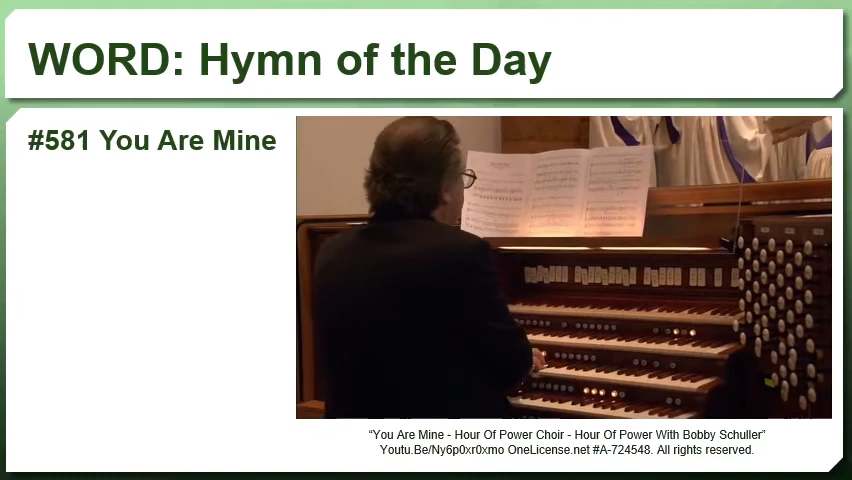 WORD: Hymn of the Day
#581 You Are Mine
“You Are Mine - Hour Of Power Choir - Hour Of Power With Bobby Schuller”
Youtu.Be/Ny6p0xr0xmo OneLicense.net #A-724548. All rights reserved.